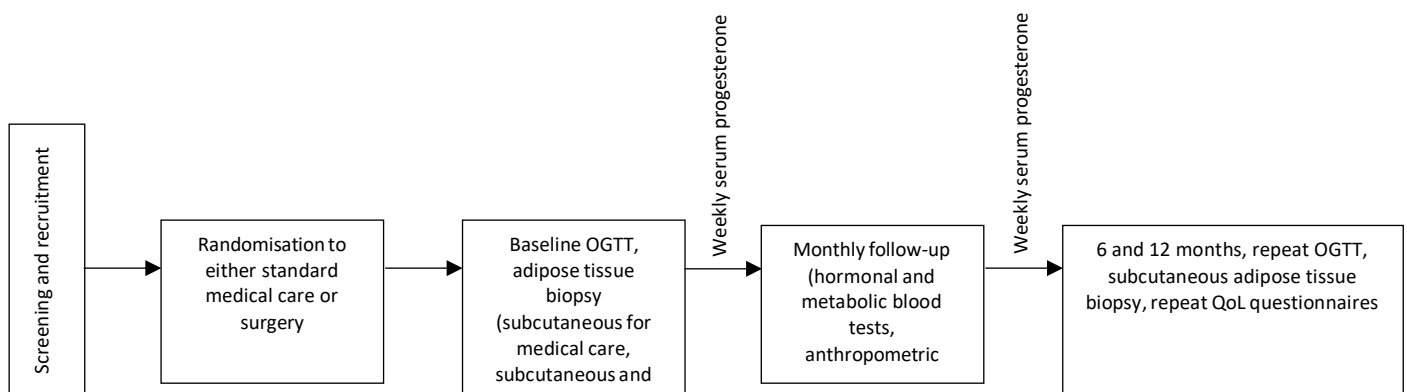 Screening and recruitment
Randomisation to
either standard
medical care or
surgery
Baseline OGTT,
adipose tissue
biopsy
(subcutaneous for
medical care,
subcutaneous and
Weekly serum progesterone
Monthly follow-up
(hormonal and
metabolic blood
tests,
anthropometric
Weekly serum progesterone
6 and 12 months, repeat OGTT,
subcutaneous adipose tissue
biopsy, repeat QoL questionnaires